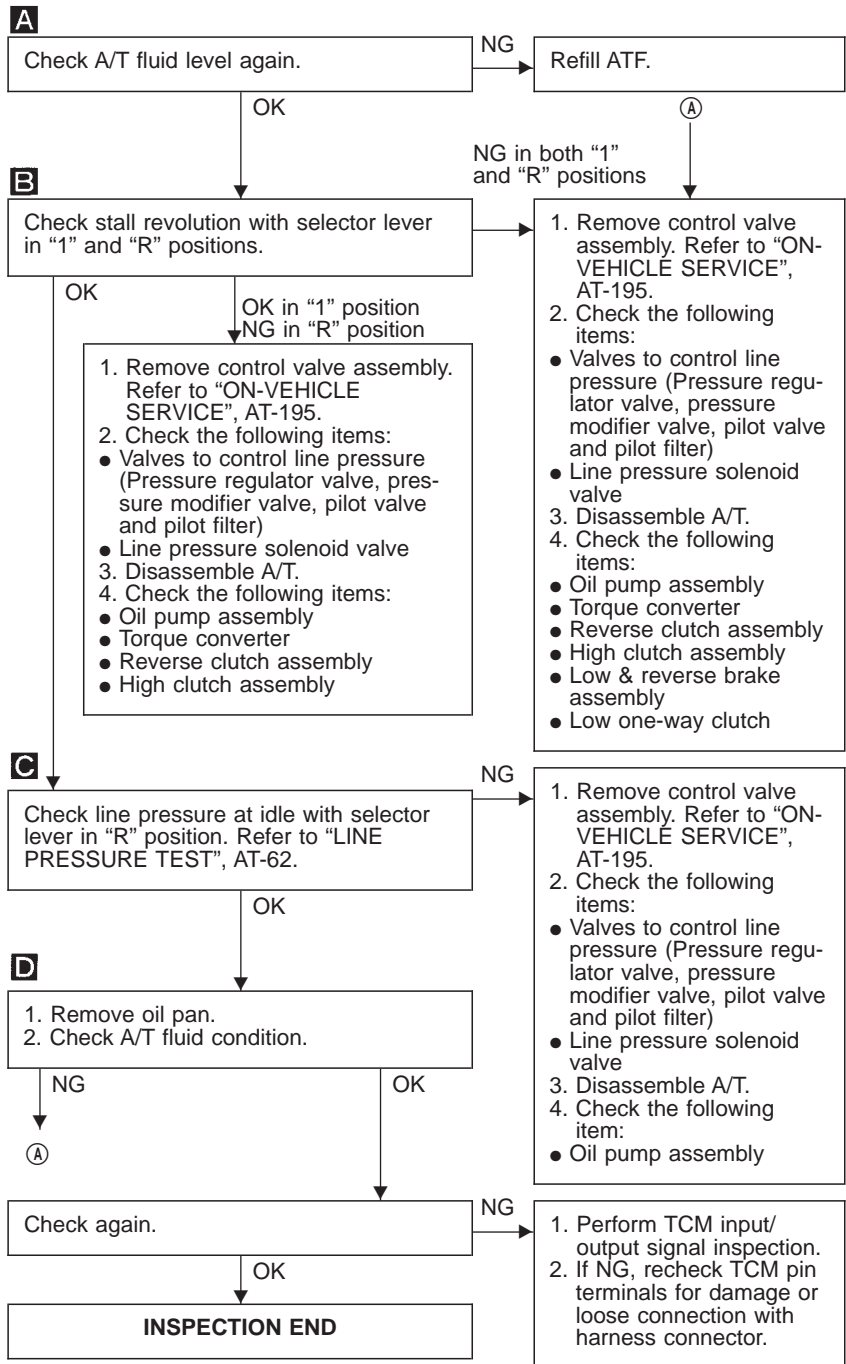 A
Check A/T fluid level again.
NG
Refill ATF.
OK
Ⓐ
NG in both “1”
and “R” positions
B
Check stall revolution with selector lever
in “1” and “R” positions.
OK
OK in “1” position
NG in “R” position
1. Remove control valve assembly.
Refer to “ON-VEHICLE
SERVICE”, AT-195.
2. Check the following items:
● Valves to control line pressure
(Pressure regulator valve, pres-
sure modifier valve, pilot valve
and pilot filter)
● Line pressure solenoid valve
3. Disassemble A/T.
4. Check the following items:
● Oil pump assembly
● Torque converter
● Reverse clutch assembly
● High clutch assembly
1. Remove control valve
assembly. Refer to “ON-
VEHICLE SERVICE”,
AT-195.
2. Check the following
items:
● Valves to control line
pressure (Pressure regu-
lator valve, pressure
modifier valve, pilot valve
and pilot filter)
● Line pressure solenoid
valve
3. Disassemble A/T.
4. Check the following
items:
● Oil pump assembly
● Torque converter
● Reverse clutch assembly
● High clutch assembly
● Low & reverse brake
assembly
● Low one-way clutch
C
Check line pressure at idle with selector
lever in “R” position. Refer to “LINE
PRESSURE TEST”, AT-62.
NG
OK
1. Remove control valve
assembly. Refer to “ON-
VEHICLE SERVICE”,
AT-195.
2. Check the following
items:
● Valves to control line
pressure (Pressure regu-
lator valve, pressure
modifier valve, pilot valve
and pilot filter)
● Line pressure solenoid
valve
3. Disassemble A/T.
4. Check the following
item:
● Oil pump assembly
D
1. Remove oil pan.
2. Check A/T fluid condition.
NG
OK
Ⓐ
Check again.
NG
1. Perform TCM input/
output signal inspection.
2. If NG, recheck TCM pin
terminals for damage or
loose connection with
harness connector.
OK
INSPECTION END